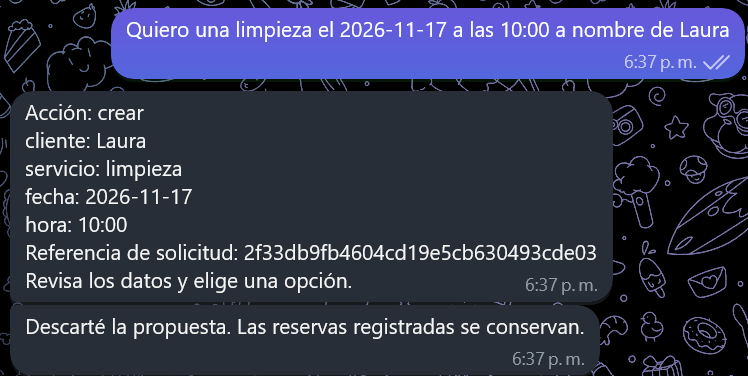 Quiero una limpieza el 2026-11-17 a las 10:00 a nombre de Laura
6:37 p. m.
Acción: crear
cliente: Laura
servicio: limpieza
fecha: 2026-11-17
hora: 10:00
Referencia de solicitud: 2f33db9fb4604cd19e5cb630493cde03
Revisa los datos y elige una opción.
6:37 p. m.
Descarté la propuesta. Las reservas registradas se conservan.
6:37 p. m.